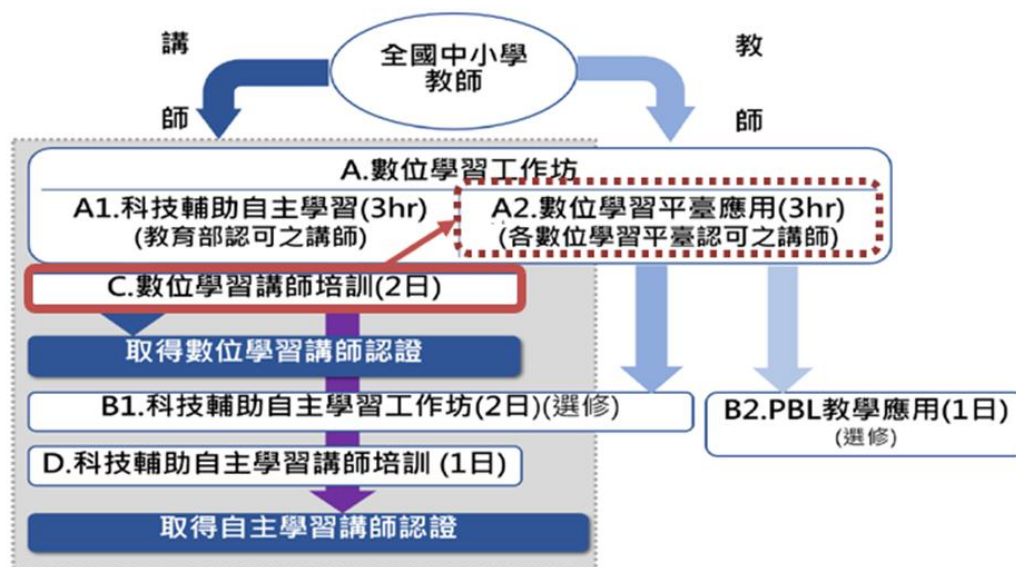 全國中小學
教師
講
師
教
師
A.數位學習工作坊
A1.科技輔助自主學習(3hr)
(教育部認可之講師)
A2.數位學習平臺應用(3hr)
(各數位學習平臺認可之講師)
C.數位學習講師培訓(2日)
取得數位學習講師認證
B1.科技輔助自主學習工作坊(2日)(選修)
B2.PBL教學應用(1日)
(選修)
D.科技輔助自主學習講師培訓 (1日)
取得自主學習講師認證